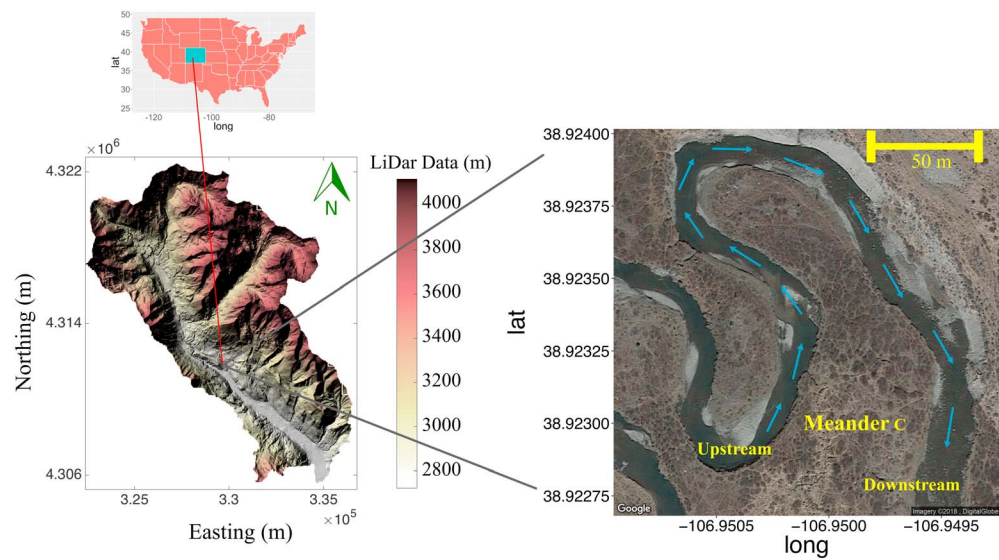 50
45
40
35
30
25
lat
-120
-100
-80
long
×10⁶
4.322
4.314
4.306
Northing (m)
3.25
3.3
3.35
×10⁵
Easting (m)
N
LiDar Data (m)
4000
3800
3600
3400
3200
3000
2800
38.92400
38.92375
38.92350
38.92325
38.92300
38.92275
lat
50 m
Meander C
Upstream
Downstream
Google
Imagery ©2018 , DigitalGlobe
−106.9505
−106.9500
−106.9495
long